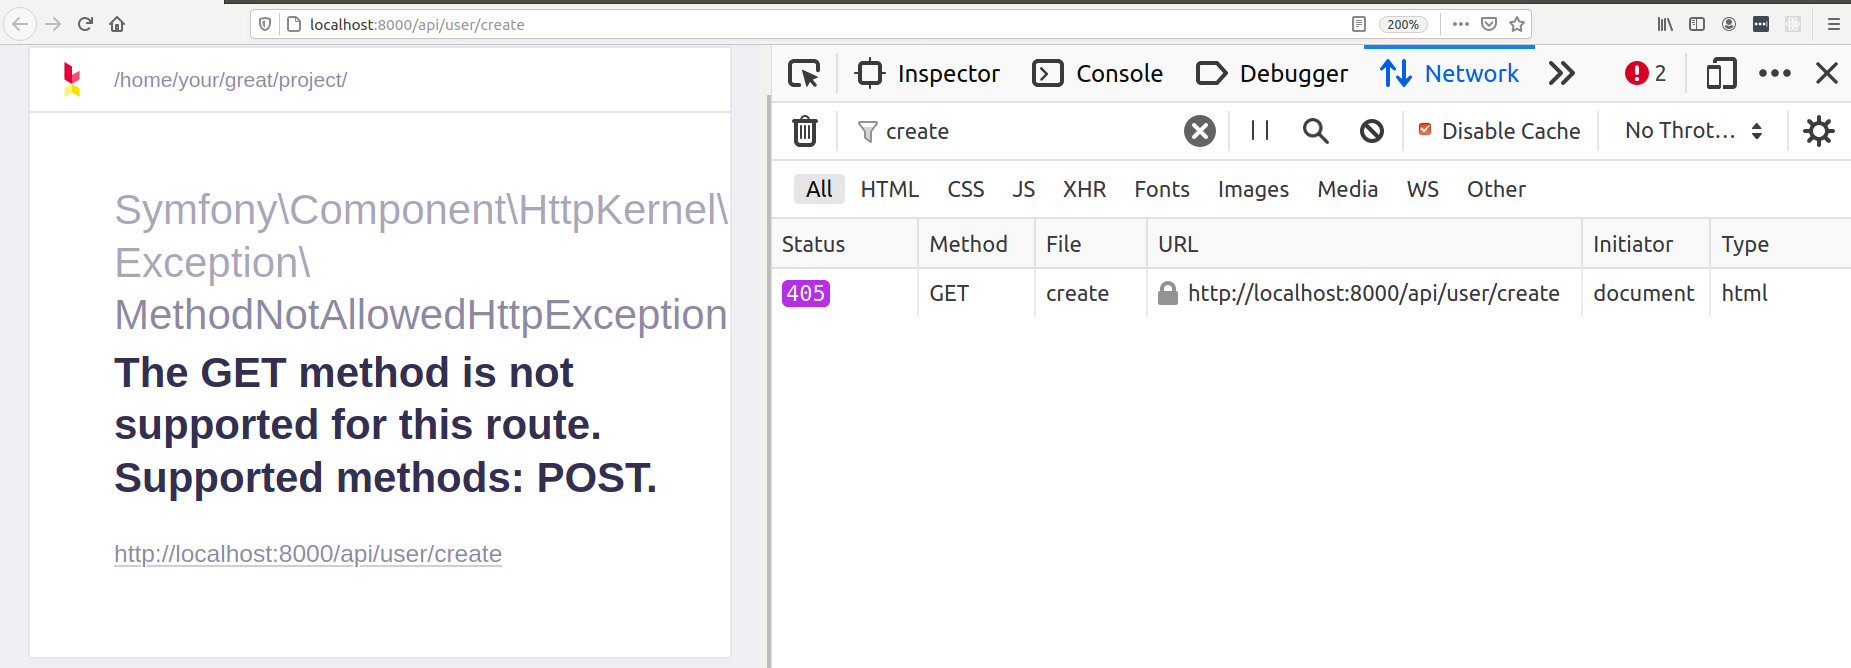 localhost:8000/api/user/create
200%
/home/your/great/project/
Symfony\Component\HttpKernel\
Exception\
MethodNotAllowedHttpException
The GET method is not
supported for this route.
Supported methods: POST.
http://localhost:8000/api/user/create
Inspector Console Debugger Network 2
create Disable Cache No Throt...
All HTML CSS JS XHR Fonts Images Media WS Other
Status Method File URL Initiator Type
405 GET create http://localhost:8000/api/user/create document html